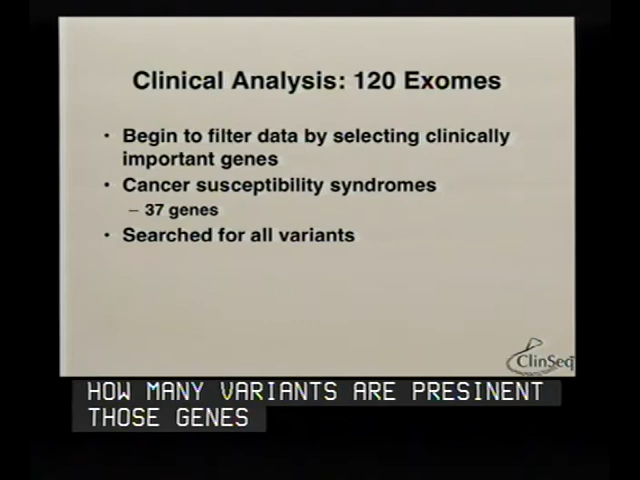 Clinical Analysis: 120 Exomes
• Begin to filter data by selecting clinically
important genes
• Cancer susceptibility syndromes
– 37 genes
• Searched for all variants
ClinSeq
HOW MANY VARIANTS ARE PRESINENT
THOSE GENES